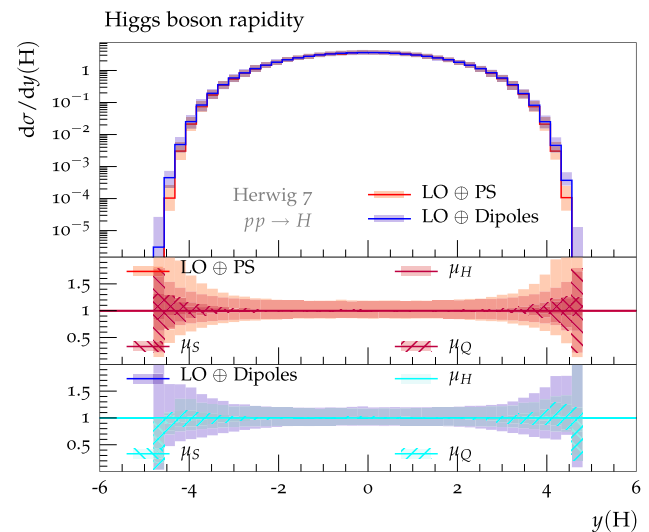 Higgs boson rapidity
dσ/dy(H)
1
10⁻¹
10⁻²
10⁻³
10⁻⁴
10⁻⁵
Herwig 7
pp → H
LO ⊕ PS
LO ⊕ Dipoles
1.5
1
0.5
LO ⊕ PS
μ_H
μ_S
μ_Q
1.5
1
0.5
LO ⊕ Dipoles
μ_H
μ_S
μ_Q
-6 -4 -2 0 2 4 6
y(H)